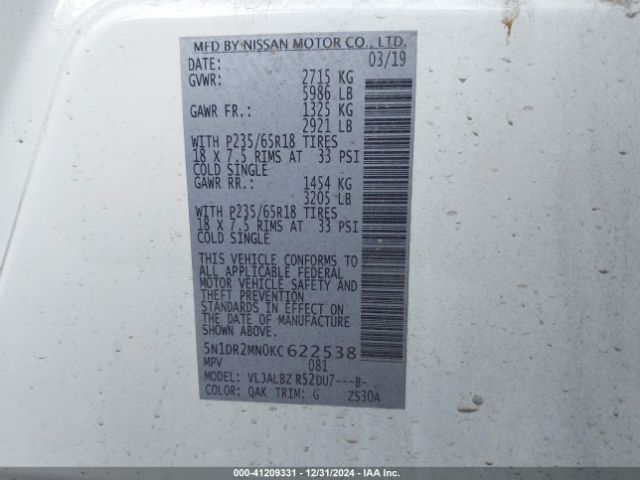 MFD BY NISSAN MOTOR CO., LTD.
DATE: 03/19
GVWR: 2715 KG
5986 LB
GAWR FR.: 1325 KG
2921 LB
WITH P235/65R18 TIRES
18 X 7.5 RIMS AT 33 PSI
COLD SINGLE
GAWR RR.: 1454 KG
3205 LB
WITH P235/65R18 TIRES
18 X 7.5 RIMS AT 33 PSI
COLD SINGLE
THIS VEHICLE CONFORMS TO
ALL APPLICABLE FEDERAL
MOTOR VEHICLE SAFETY AND
THEFT PREVENTION
STANDARDS IN EFFECT ON
THE DATE OF MANUFACTURE
SHOWN ABOVE.
5N1DR2MN0KC622538
MPV 081
MODEL: VLJALBZ R52DU7---B-
COLOR: QAK TRIM: G ZS30A
000-41209331 - 12/31/2024 - IAA Inc.